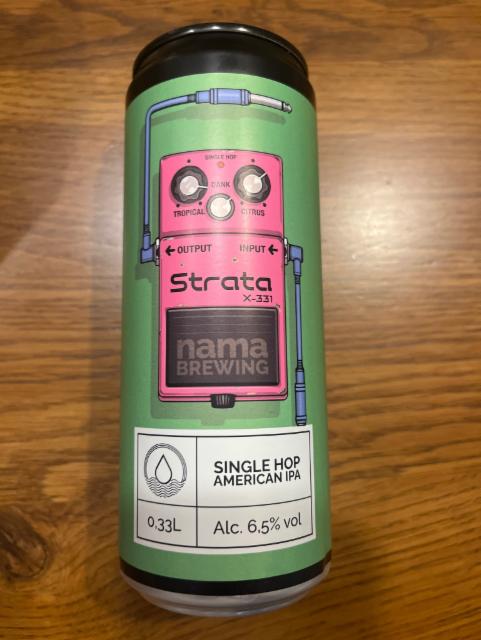 SINGLE HOP
DANK
TROPICAL CITRUS
← OUTPUT INPUT ←
Strata
X-331
nama
BREWING
SINGLE HOP
AMERICAN IPA
0,33L
Alc. 6,5% vol